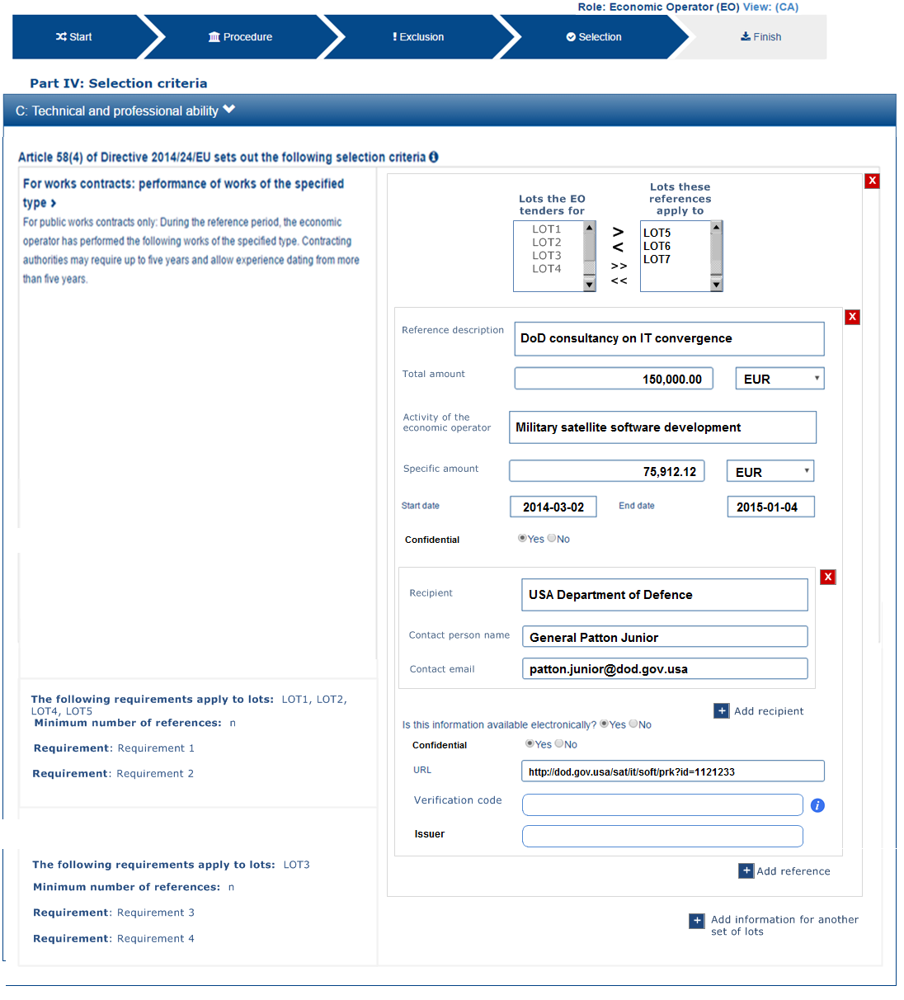 Role: Economic Operator (EO) View: (CA)
Start
Procedure
Exclusion
Selection
Finish
Part IV: Selection criteria
C: Technical and professional ability
Article 58(4) of Directive 2014/24/EU sets out the following selection criteria
For works contracts: performance of works of the specified
type >
For public works contracts only: During the reference period, the economic
operator has performed the following works of the specified type. Contracting
authorities may require up to five years and allow experience dating from more
than five years.
The following requirements apply to lots: LOT1, LOT2,
LOT4, LOT5
Minimum number of references: n
Requirement: Requirement 1
Requirement: Requirement 2
The following requirements apply to lots: LOT3
Minimum number of references: n
Requirement: Requirement 3
Requirement: Requirement 4
X
Lots the EO
tenders for
Lots these
references
apply to
LOT1
LOT2
LOT3
LOT4
>
<
>>
<<
LOT5
LOT6
LOT7
X
Reference description
DoD consultancy on IT convergence
Total amount
150,000.00
EUR
Activity of the
economic operator
Military satellite software development
Specific amount
75,912.12
EUR
Start date
2014-03-02
End date
2015-01-04
Confidential
Yes No
X
Recipient
USA Department of Defence
Contact person name
General Patton Junior
Contact email
patton.junior@dod.gov.usa
+ Add recipient
Is this information available electronically? Yes No
Confidential
Yes No
URL
http://dod.gov.usa/sat/it/soft/prk?id=1121233
Verification code
i
Issuer
+ Add reference
+ Add information for another
set of lots